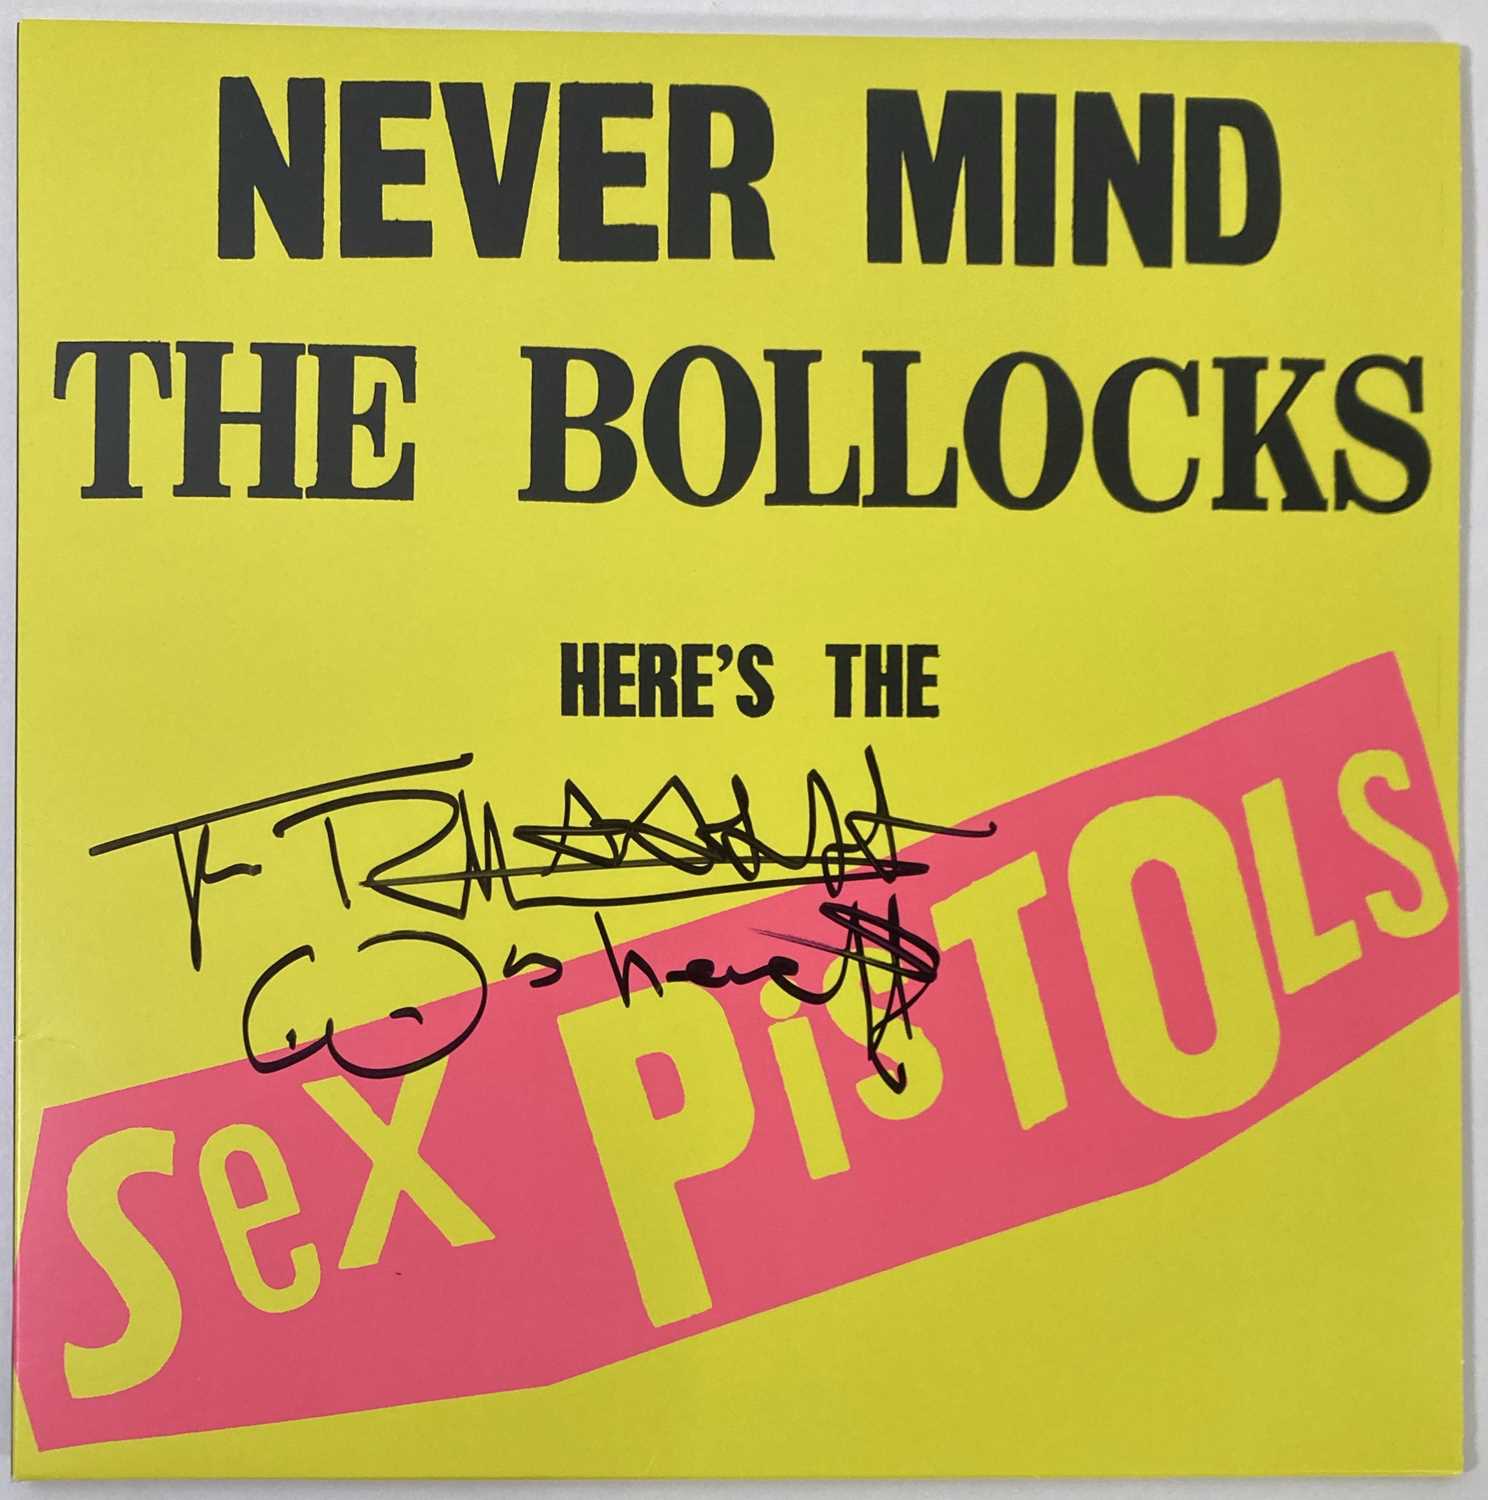 NEVER MIND
THE BOLLOCKS
HERE'S THE
SeX PiSTOLS